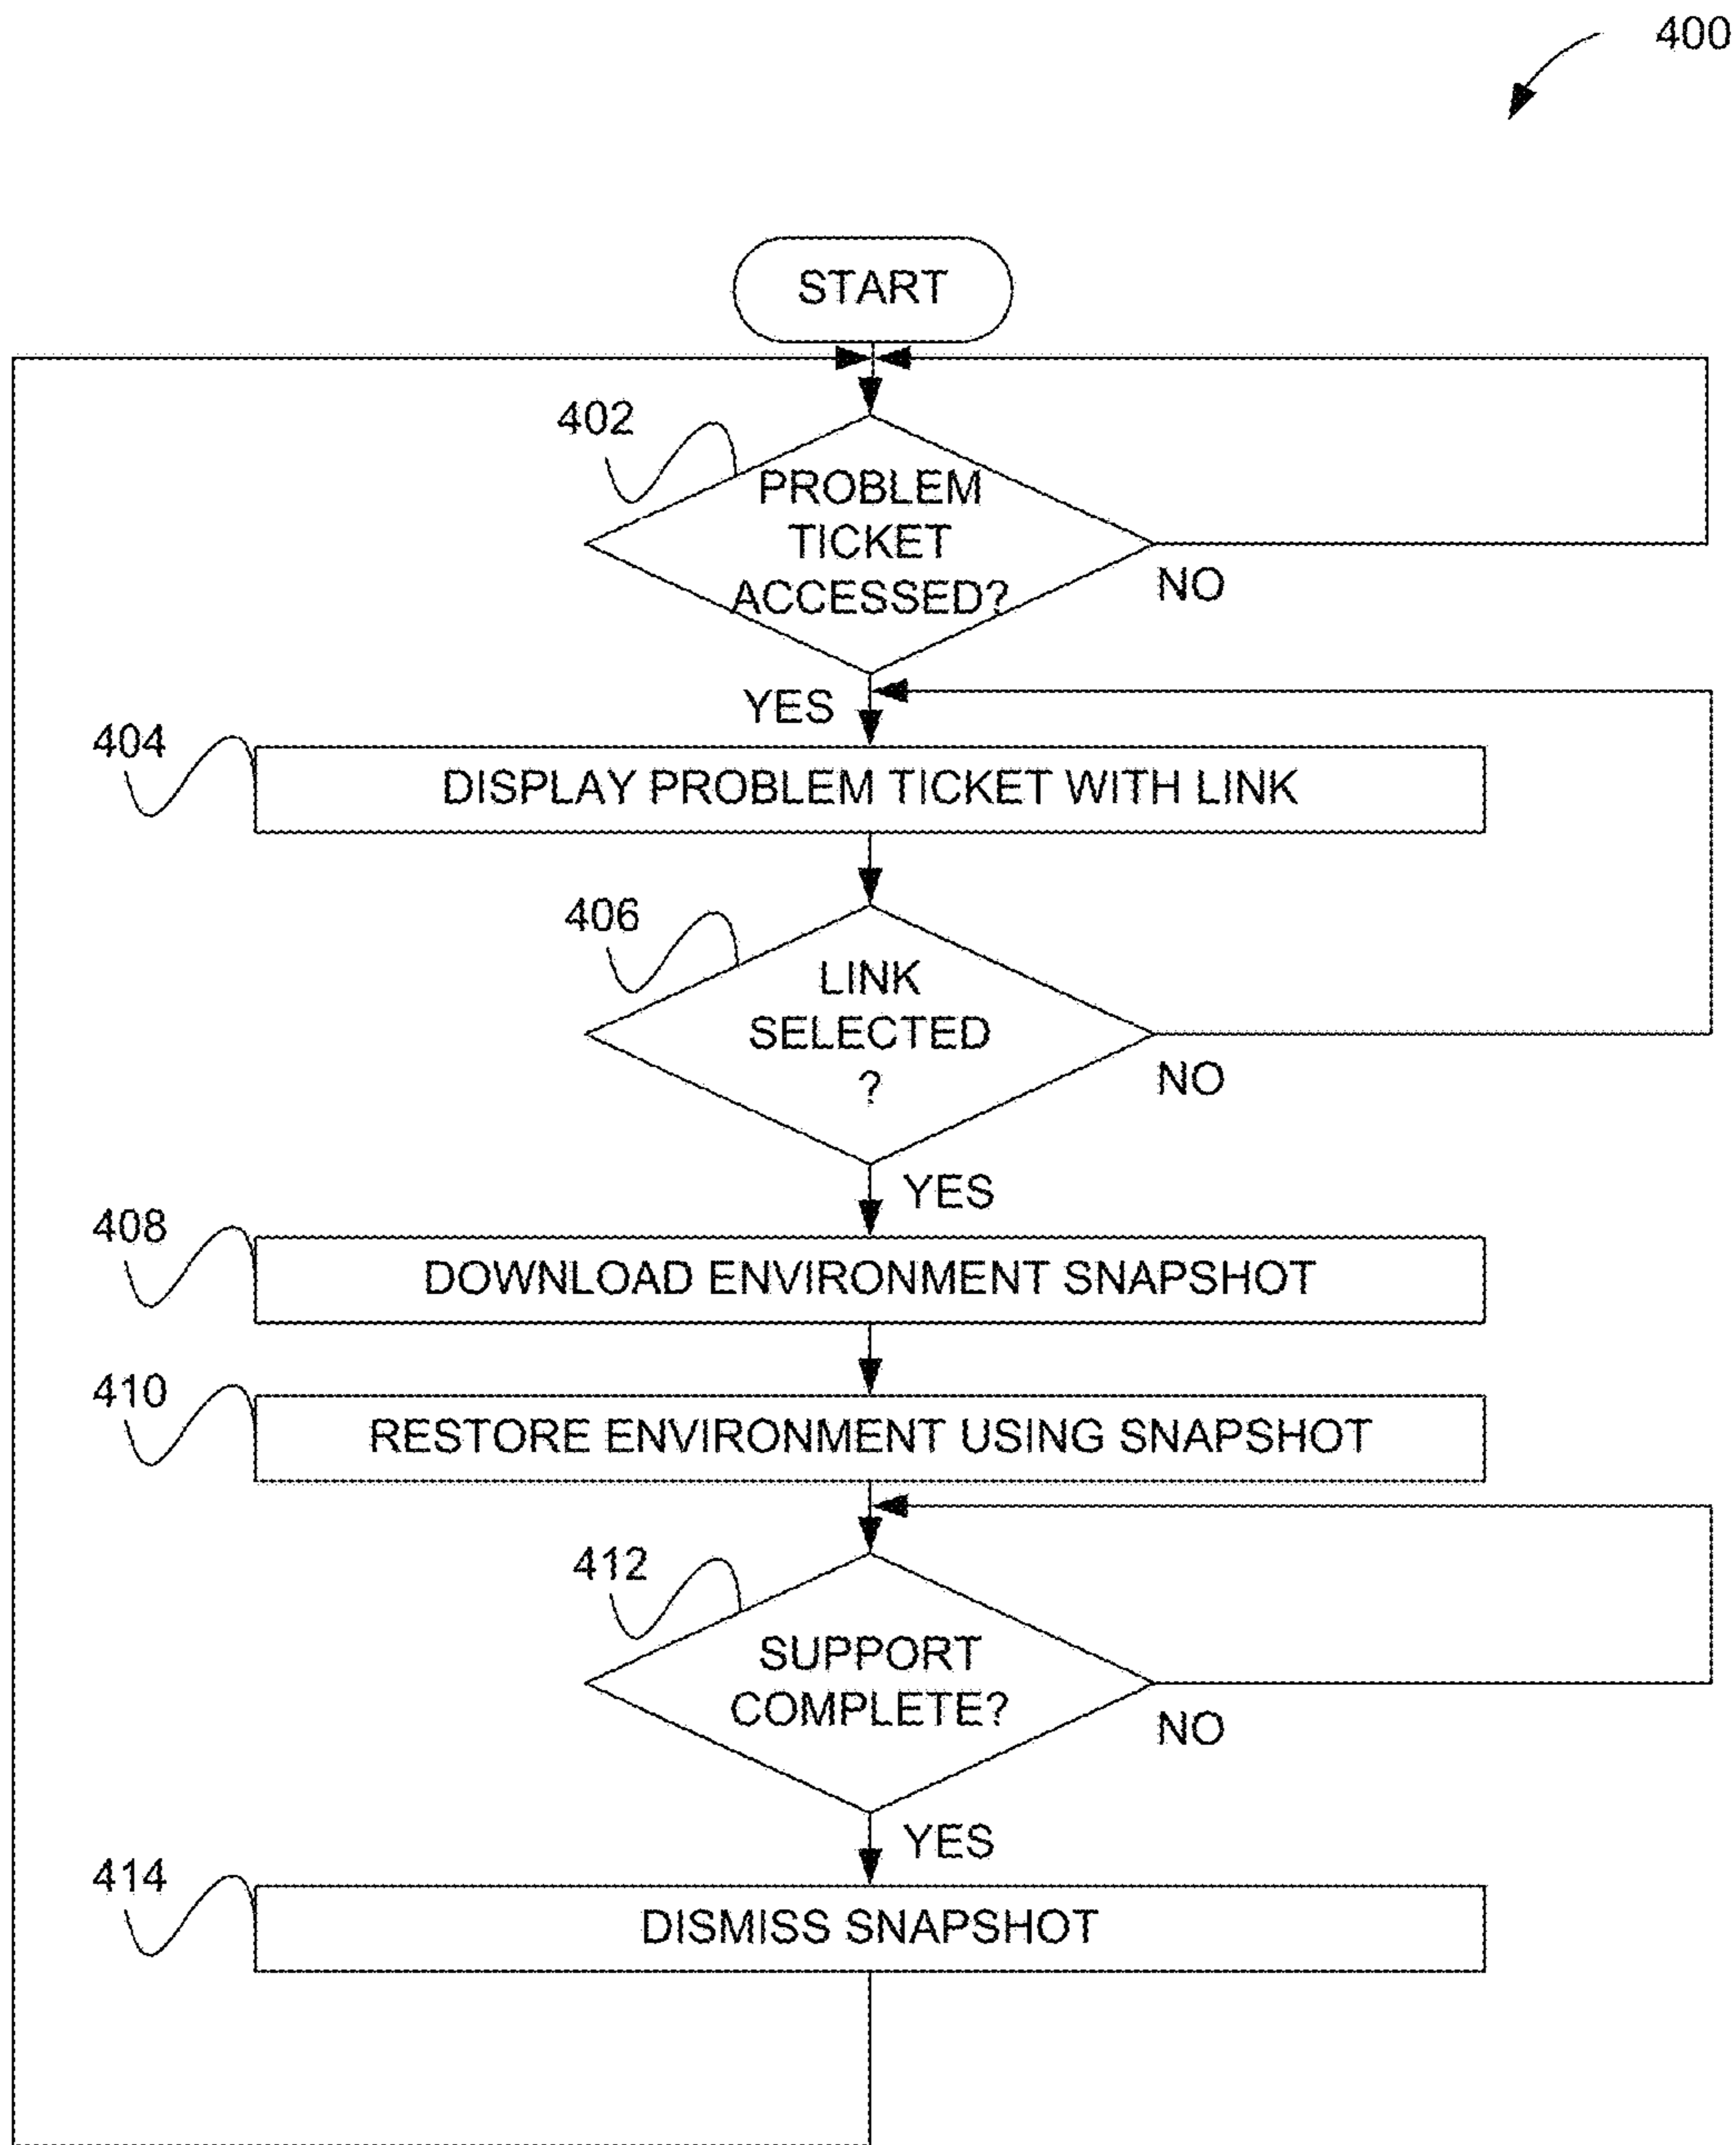 400
START
402
PROBLEM
TICKET
ACCESSED?
NO
YES
404
DISPLAY PROBLEM TICKET WITH LINK
406
LINK
SELECTED
?
NO
YES
408
DOWNLOAD ENVIRONMENT SNAPSHOT
410
RESTORE ENVIRONMENT USING SNAPSHOT
412
SUPPORT
COMPLETE?
NO
YES
414
DISMISS SNAPSHOT